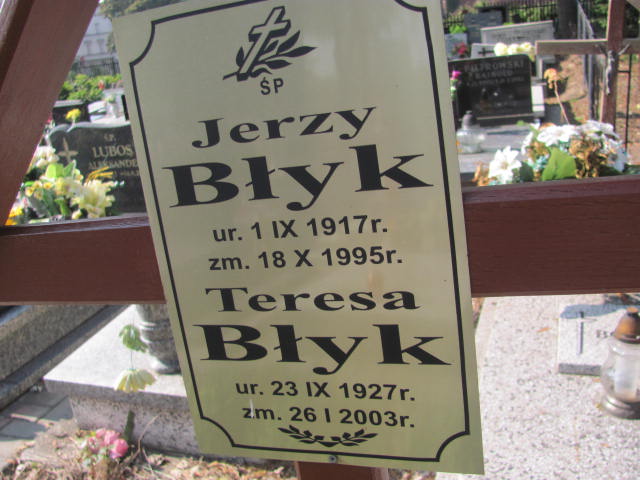 ŚP
Jerzy
Błyk
ur. 1 IX 1917r.
zm. 18 X 1995r.
Teresa
Błyk
ur. 23 IX 1927r.
zm. 26 I 2003r.
PIETROWSKI
LUBOS